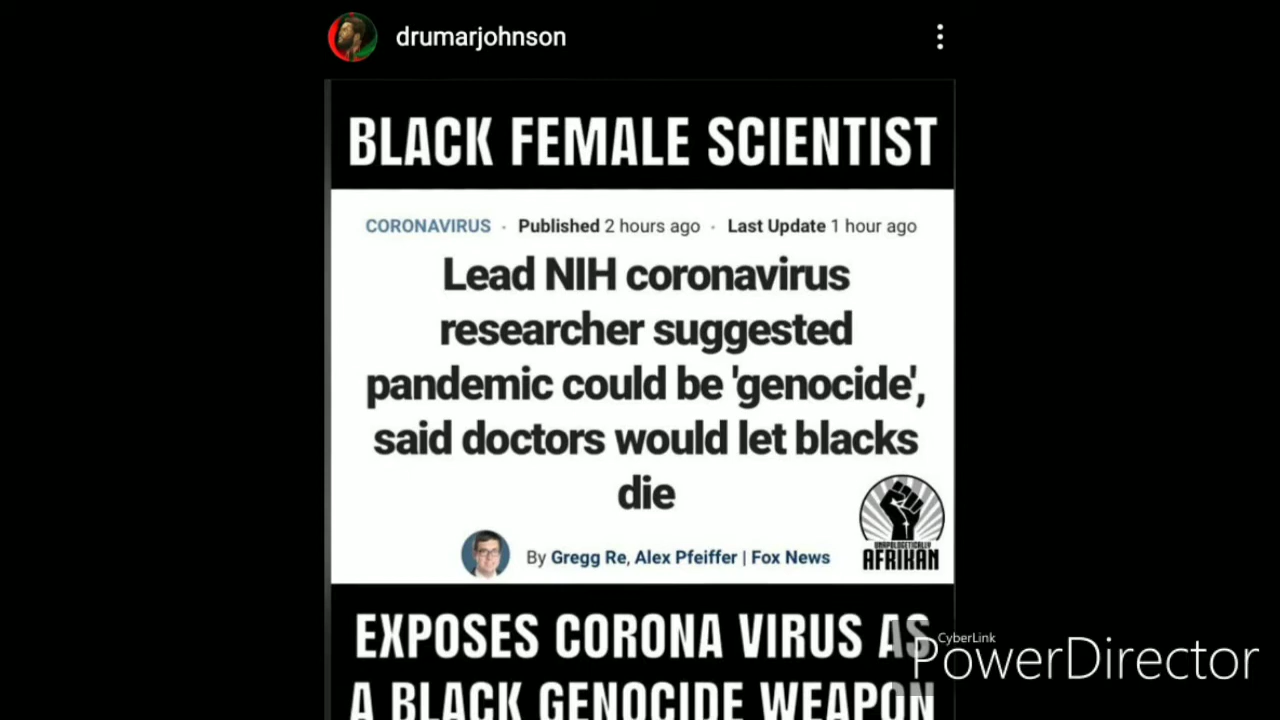 drumarjohnson
BLACK FEMALE SCIENTIST
CORONAVIRUS · Published 2 hours ago · Last Update 1 hour ago
Lead NIH coronavirus
researcher suggested
pandemic could be 'genocide',
said doctors would let blacks
die
UNAPOLOGETICALLY
AFRIKAN
By Gregg Re, Alex Pfeiffer | Fox News
EXPOSES CORONA VIRUS AS
A BLACK GENOCIDE WEAPON
CyberLink
PowerDirector